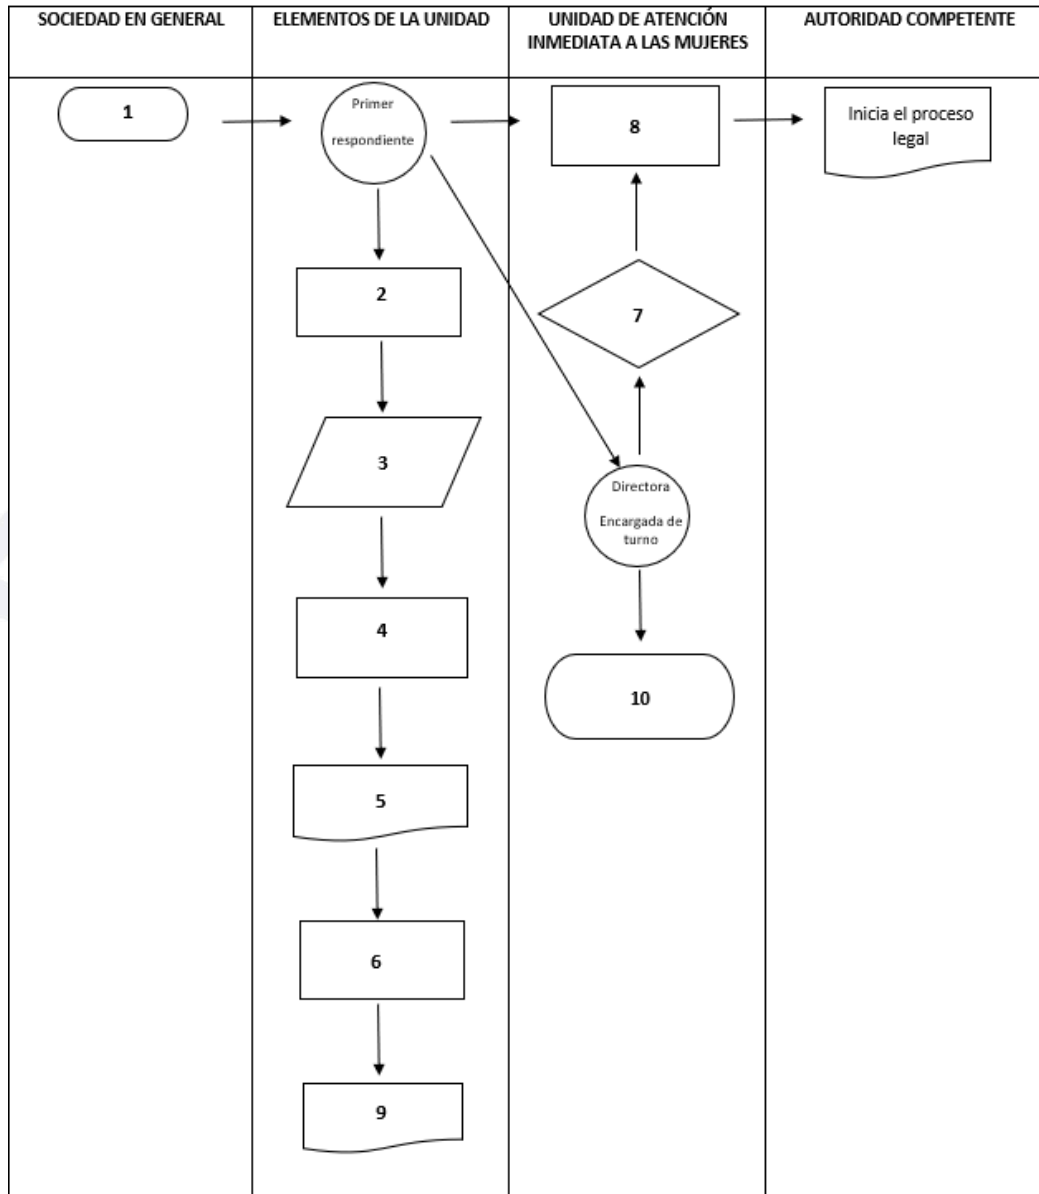 SOCIEDAD EN GENERAL
ELEMENTOS DE LA UNIDAD
UNIDAD DE ATENCIÓN
INMEDIATA A LAS MUJERES
AUTORIDAD COMPETENTE
1
Primer
respondiente
8
Inicia el proceso
legal
2
7
3
Directora
Encargada de
turno
4
10
5
6
9